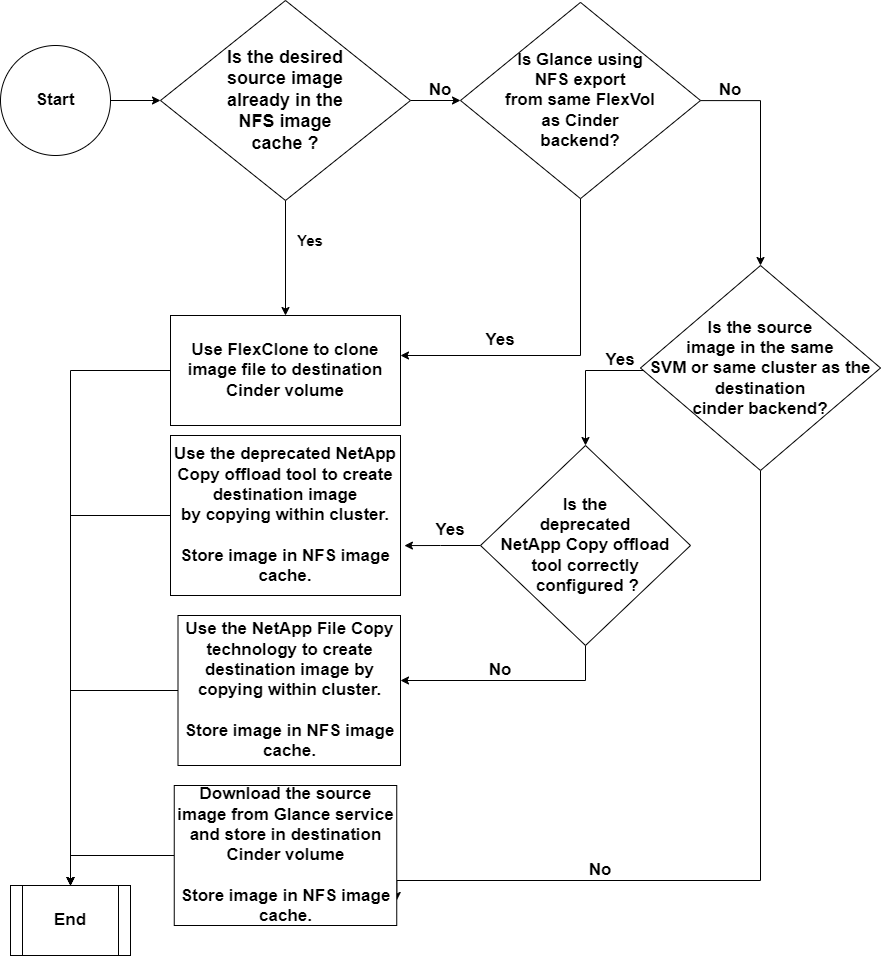 Start
Is the desired
source image
already in the
NFS image
cache ?
No
Is Glance using
NFS export
from same FlexVol
as Cinder
backend?
No
Yes
Use FlexClone to clone
image file to destination
Cinder volume
Yes
Is the source
image in the same
SVM or same cluster as the
destination
cinder backend?
Yes
Use the deprecated NetApp
Copy offload tool to create
destination image
by copying within cluster.
Store image in NFS image
cache.
Yes
Is the
deprecated
NetApp Copy offload
tool correctly
configured ?
Use the NetApp File Copy
technology to create
destination image by
copying within cluster.
Store image in NFS image
cache.
No
Download the source
image from Glance service
and store in destination
Cinder volume
Store image in NFS image
cache.
No
End